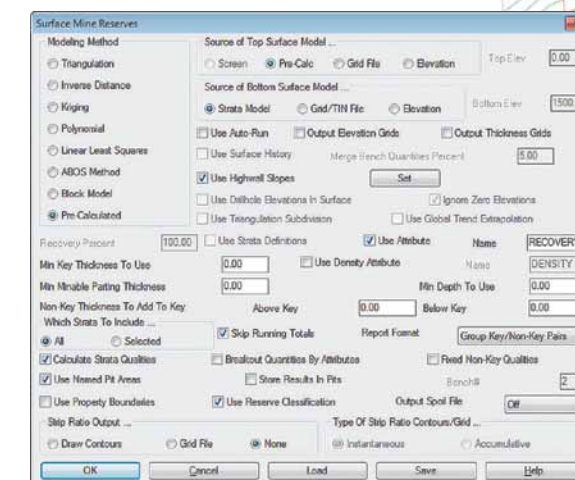 Surface Mine Reserves
Modeling Method
Triangulation
Inverse Distance
Kriging
Polynomial
Linear Least Squares
ABOS Method
Block Model
Pre-Calculated
Source of Top Surface Model ...
Screen Pre-Calc Grid File Elevation
Top Elev 0.00
Source of Bottom Surface Model ...
Strata Model Grid/TIN File Elevation
Bottom Elev 1500.
Use Auto-Run Output Elevation Grids Output Thickness Grids
Use Surface History Merge Bench Quantities Percent 5.00
Use Highwall Slopes Set
Use Drillhole Elevations In Surface Ignore Zero Elevations
Use Triangulation Subdivision Use Global Trend Extrapolation
Recovery Percent 100.00 Use Strata Definitions Use Attribute Name RECOVERY
Min Key Thickness To Use 0.00 Use Density Attribute Name DENSITY
Min Minable Parting Thickness 0.00 Min Depth To Use 0.00
Non-Key Thickness To Add To Key Above Key 0.00 Below Key 0.00
Which Strata To Include ...
All Selected
Skip Running Totals Report Format Group Key/Non-Key Pairs
Calculate Strata Qualities Breakout Quantities By Attributes Fixed Non-Key Qualities
Use Named Pit Areas Store Results In Pits Bench# 2
Use Property Boundaries Use Reserve Classification Output Spoil File Off
Strip Ratio Output ...
Draw Contours Grid File None
Type Of Strip Ratio Contours/Grid ...
Instantaneous Accumulative
OK Cancel Load Save Help